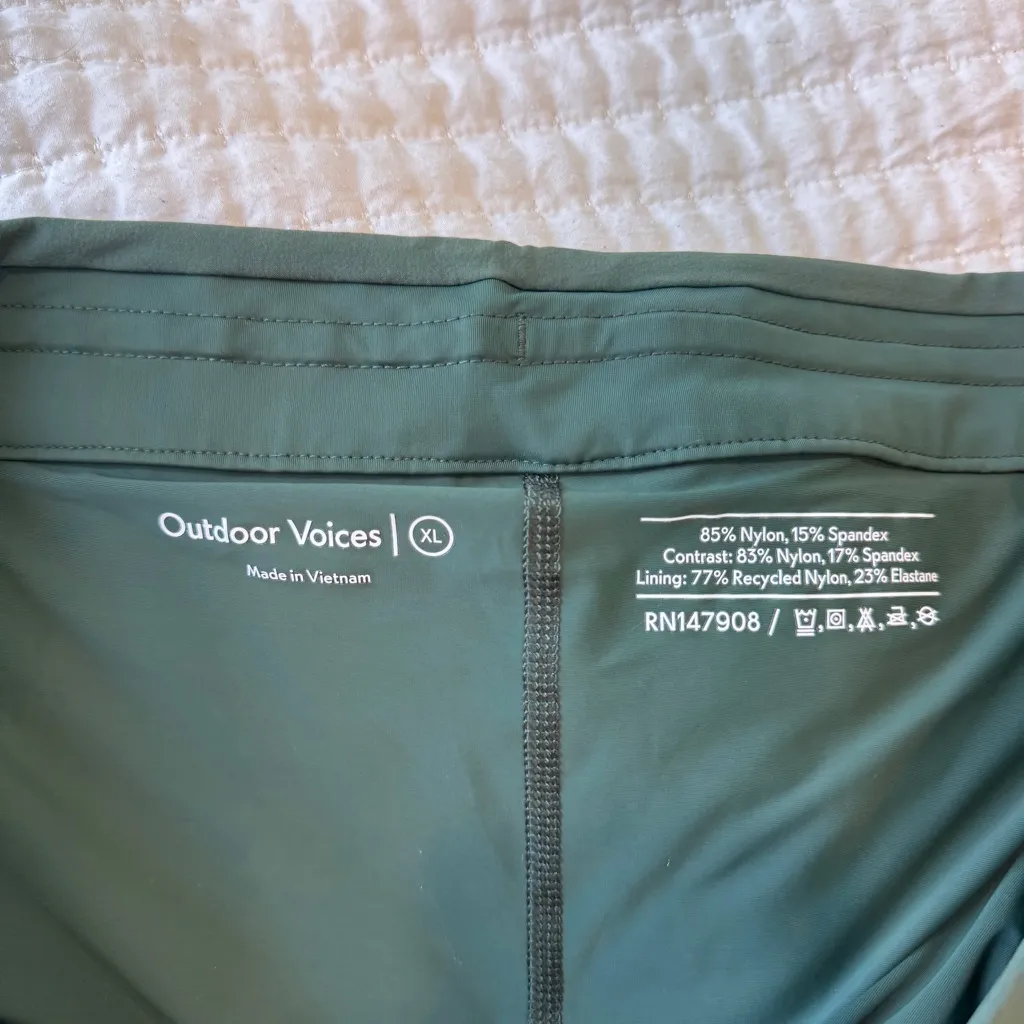 Outdoor Voices | XL
Made in Vietnam
85% Nylon, 15% Spandex
Contrast: 83% Nylon, 17% Spandex
Lining: 77% Recycled Nylon, 23% Elastane
RN147908 /